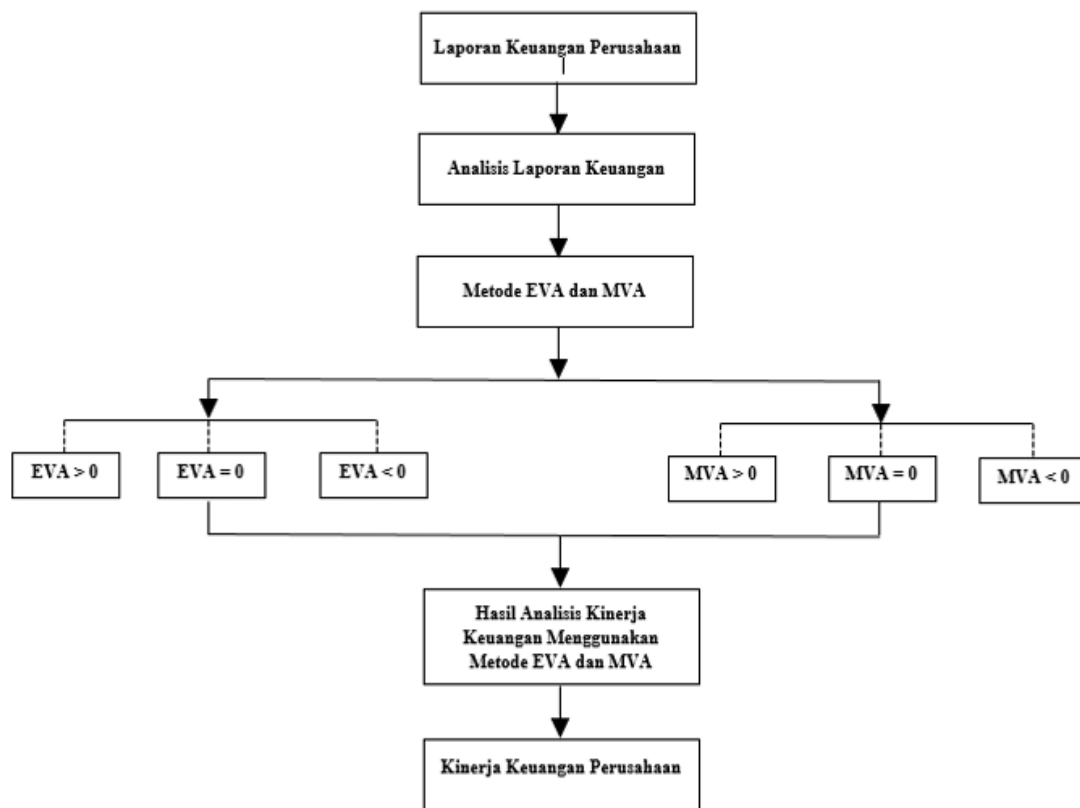 Laporan Keuangan Perusahaan
Analisis Laporan Keuangan
Metode EVA dan MVA
EVA > 0
EVA = 0
EVA < 0
MVA > 0
MVA = 0
MVA < 0
Hasil Analisis Kinerja
Keuangan Menggunakan
Metode EVA dan MVA
Kinerja Keuangan Perusahaan